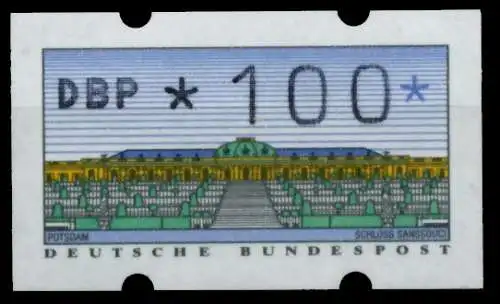 DBP * 100 *
POTSDAM SCHLOSS SANSSOUCI
DEUTSCHE BUNDESPOST